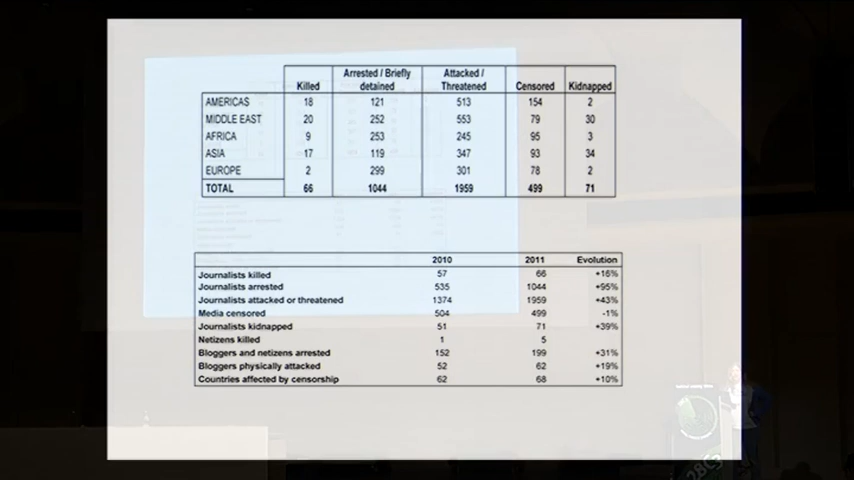 Killed Arrested / Briefly detained Attacked / Threatened Censored Kidnapped
AMERICAS 18 121 513 154 2
MIDDLE EAST 20 252 553 79 30
AFRICA 9 253 245 95 3
ASIA 17 119 347 93 34
EUROPE 2 299 301 78 2
TOTAL 66 1044 1959 499 71
2010 2011 Evolution
Journalists killed 57 66 +16%
Journalists arrested 535 1044 +95%
Journalists attacked or threatened 1374 1959 +43%
Media censored 504 499 -1%
Journalists kidnapped 51 71 +39%
Netizens killed 1 5
Bloggers and netizens arrested 152 199 +31%
Bloggers physically attacked 52 62 +19%
Countries affected by censorship 62 68 +10%